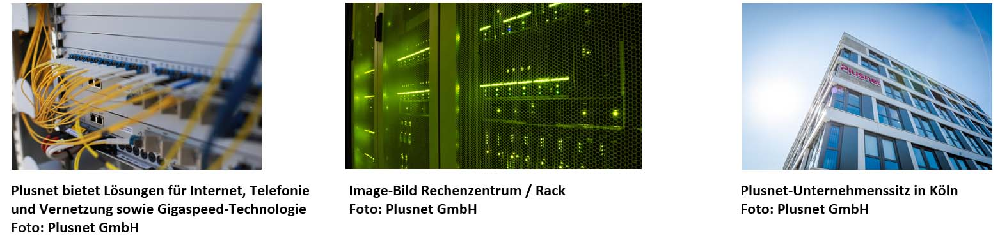 Plusnet
Plusnet bietet Lösungen für Internet, Telefonie
und Vernetzung sowie Gigaspeed-Technologie
Foto: Plusnet GmbH
Image-Bild Rechenzentrum / Rack
Foto: Plusnet GmbH
Plusnet-Unternehmenssitz in Köln
Foto: Plusnet GmbH